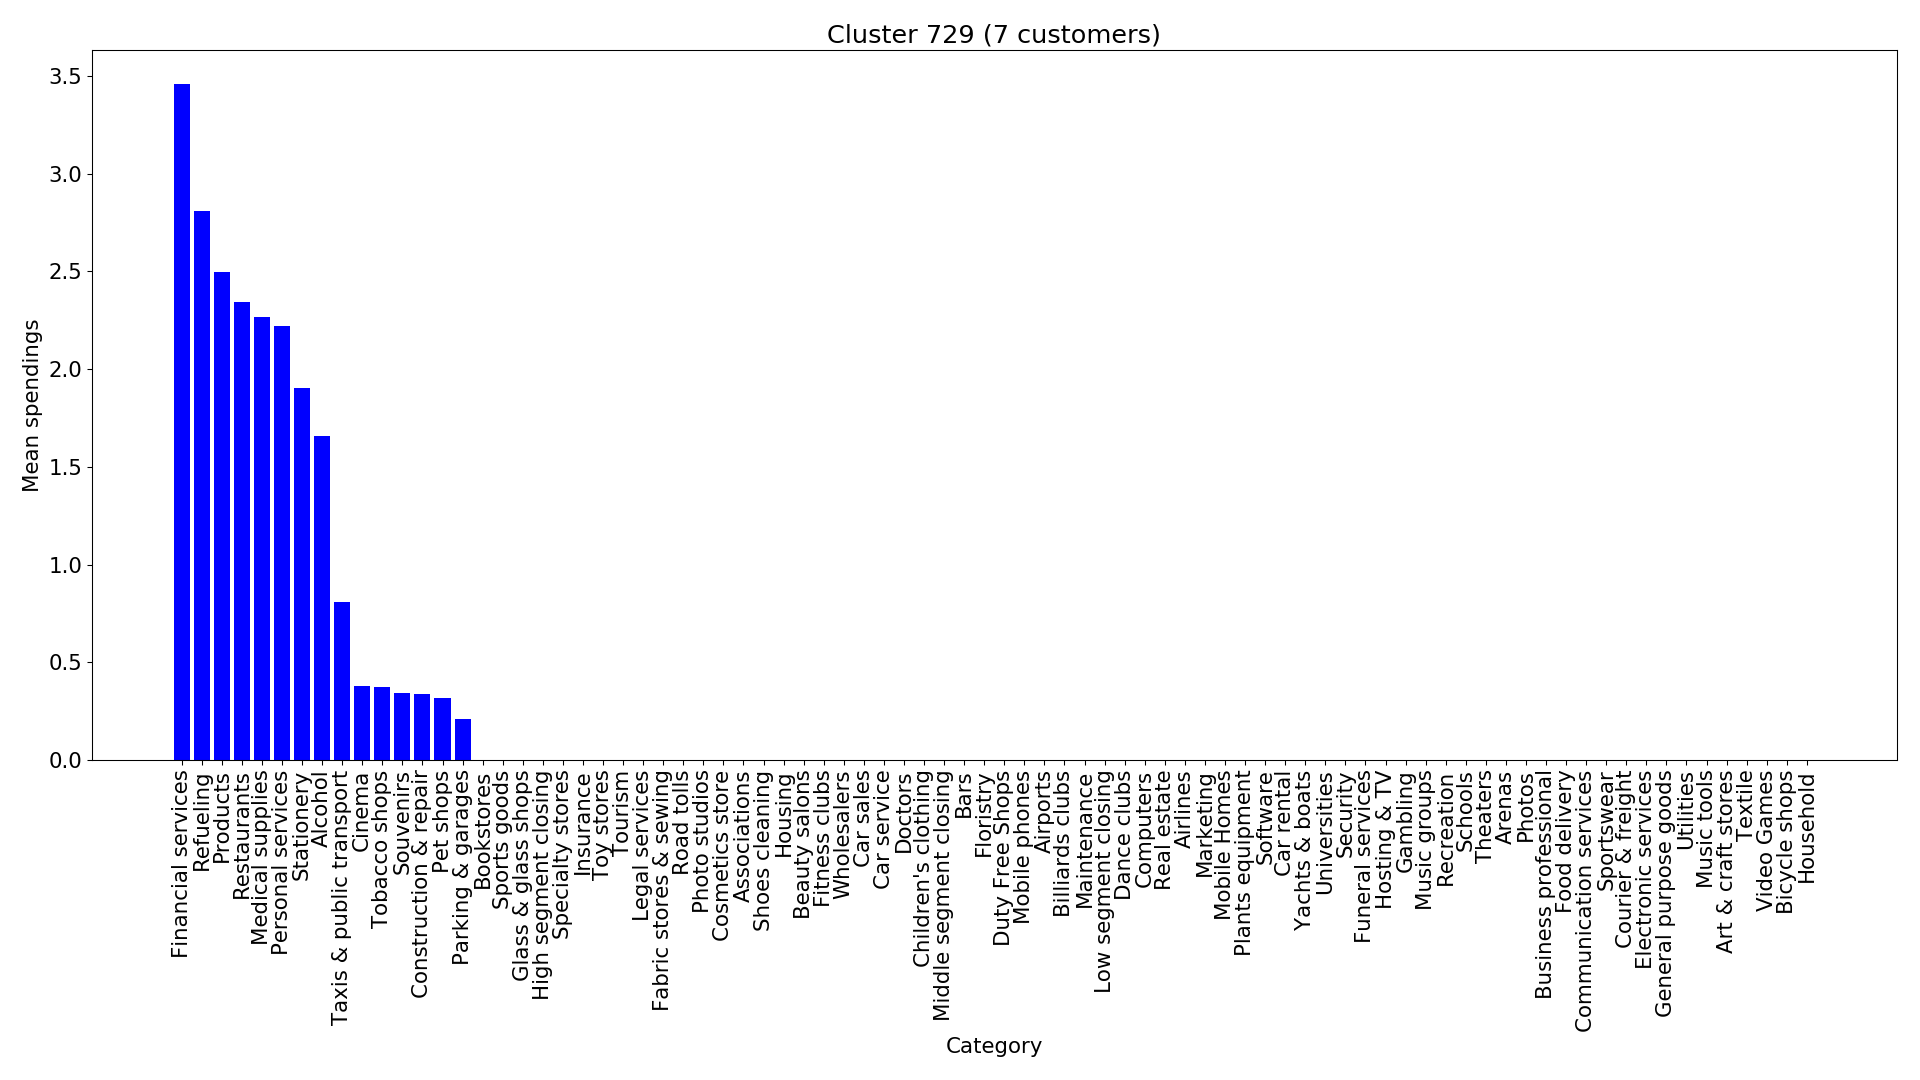 Cluster 729 (7 customers)
Mean spendings
3.5
3.0
2.5
2.0
1.5
1.0
0.5
0.0
Financial services
Refueling
Products
Restaurants
Medical supplies
Personal services
Stationery
Alcohol
Taxis & public transport
Cinema
Tobacco shops
Souvenirs
Construction & repair
Pet shops
Parking & garages
Bookstores
Sports goods
Glass & glass shops
High segment closing
Specialty stores
Insurance
Toy stores
Tourism
Legal services
Fabric stores & sewing
Road tolls
Photo studios
Cosmetics store
Associations
Shoes cleaning
Housing
Beauty salons
Fitness clubs
Wholesalers
Car sales
Car service
Doctors
Children's clothing
Middle segment closing
Bars
Floristry
Duty Free Shops
Mobile phones
Airports
Billiards clubs
Maintenance
Low segment closing
Dance clubs
Computers
Real estate
Airlines
Marketing
Mobile Homes
Plants equipment
Software
Car rental
Yachts & boats
Universities
Security
Funeral services
Hosting & TV
Gambling
Music groups
Recreation
Schools
Theaters
Arenas
Photos
Business professional
Food delivery
Communication services
Sportswear
Courier & freight
Electronic services
General purpose goods
Utilities
Music tools
Art & craft stores
Textile
Video Games
Bicycle shops
Household
Category